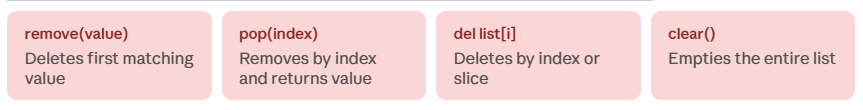 remove(value)
Deletes first matching
value
pop(index)
Removes by index
and returns value
del list[i]
Deletes by index or
slice
clear()
Empties the entire list